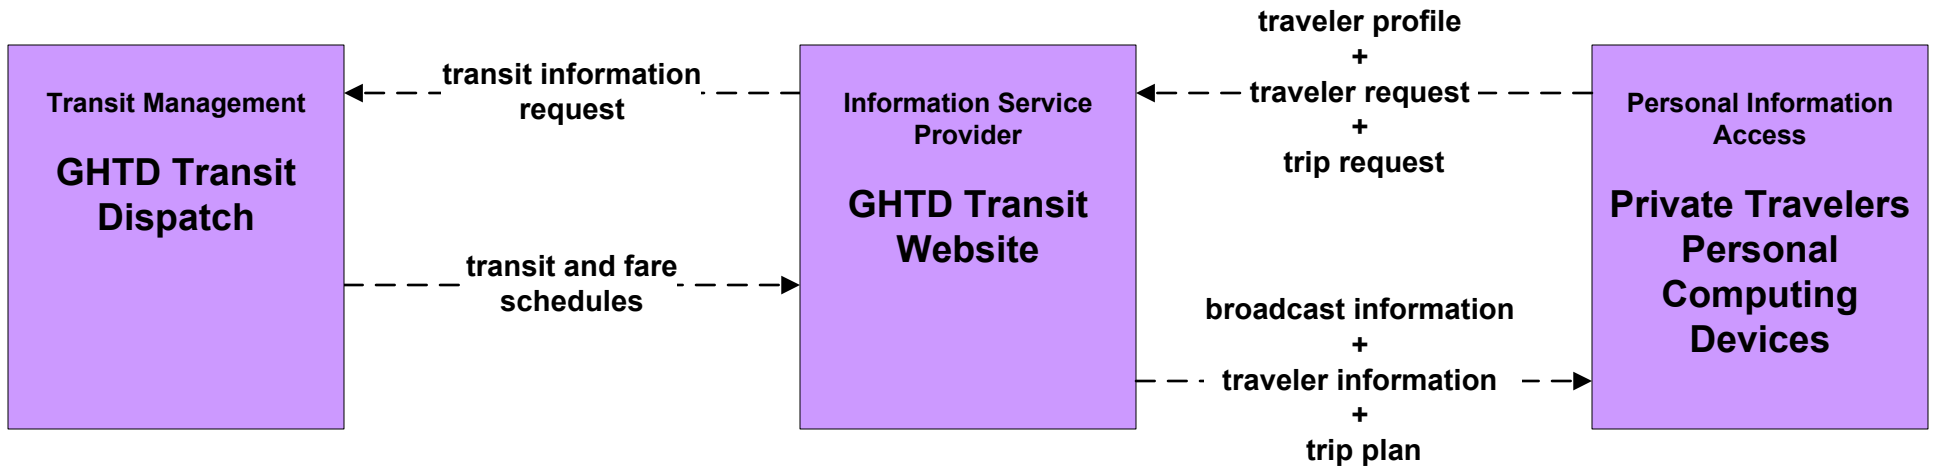 Transit Management
GHTD Transit
Dispatch
transit information
request
transit and fare
schedules
Information Service
Provider
GHTD Transit
Website
traveler profile
+
traveler request
+
trip request
broadcast information
+
traveler information
+
trip plan
Personal Information
Access
Private Travelers
Personal
Computing
Devices